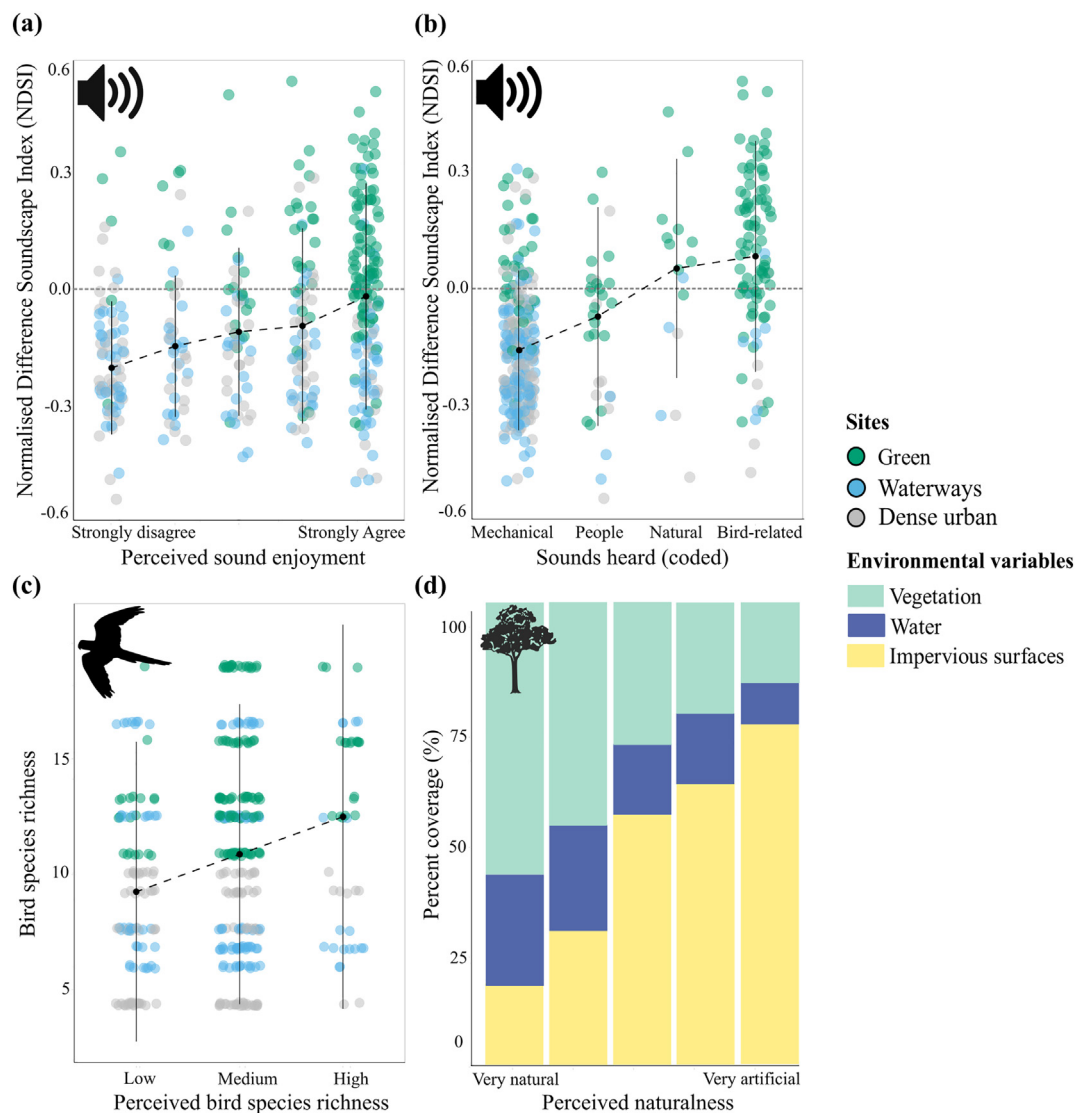 (a)
Normalised Difference Soundscape Index (NDSI)
0.6
0.3
0.0
-0.3
-0.6
Strongly disagree
Strongly Agree
Perceived sound enjoyment
(b)
Normalised Difference Soundscape Index (NDSI)
0.6
0.3
0.0
-0.3
-0.6
Mechanical
People
Natural
Bird-related
Sounds heard (coded)
Sites
Green
Waterways
Dense urban
Environmental variables
Vegetation
Water
Impervious surfaces
(c)
Bird species richness
15
10
5
Low
Medium
High
Perceived bird species richness
(d)
Percent coverage (%)
100
75
50
25
0
Very natural
Very artificial
Perceived naturalness